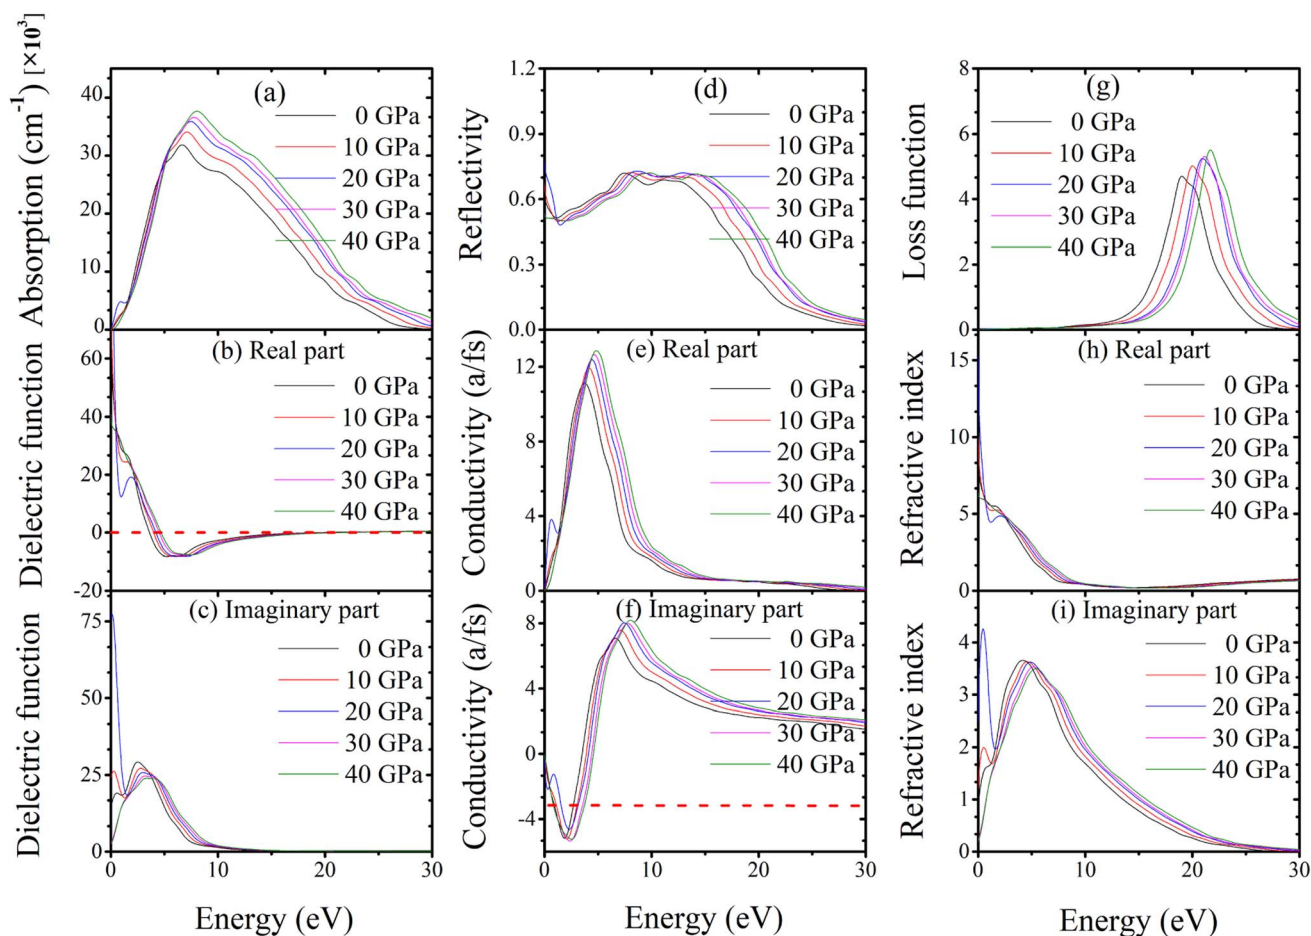 Absorption (cm⁻¹) [×10³]
40
30
20
10
0
(a)
0 GPa
10 GPa
20 GPa
30 GPa
40 GPa
Dielectric function
60
40
20
0
-20
(b) Real part
0 GPa
10 GPa
20 GPa
30 GPa
40 GPa
Dielectric function
75
50
25
0
(c) Imaginary part
0 GPa
10 GPa
20 GPa
30 GPa
40 GPa
0 10 20 30
Energy (eV)
Reflectivity
1.2
0.9
0.6
0.3
0.0
(d)
0 GPa
10 GPa
20 GPa
30 GPa
40 GPa
Conductivity (a/fs)
12
8
4
0
(e) Real part
0 GPa
10 GPa
20 GPa
30 GPa
40 GPa
Conductivity (a/fs)
8
4
0
-4
(f) Imaginary part
0 GPa
10 GPa
20 GPa
30 GPa
40 GPa
0 5 10 15 20 25 30
Energy (eV)
Loss function
8
6
4
2
0
(g)
0 GPa
10 GPa
20 GPa
30 GPa
40 GPa
Refractive index
15
10
5
0
(h) Real part
0 GPa
10 GPa
20 GPa
30 GPa
40 GPa
Refractive index
4
3
2
1
0
(i) Imaginary part
0 GPa
10 GPa
20 GPa
30 GPa
40 GPa
0 10 20 30
Energy (eV)